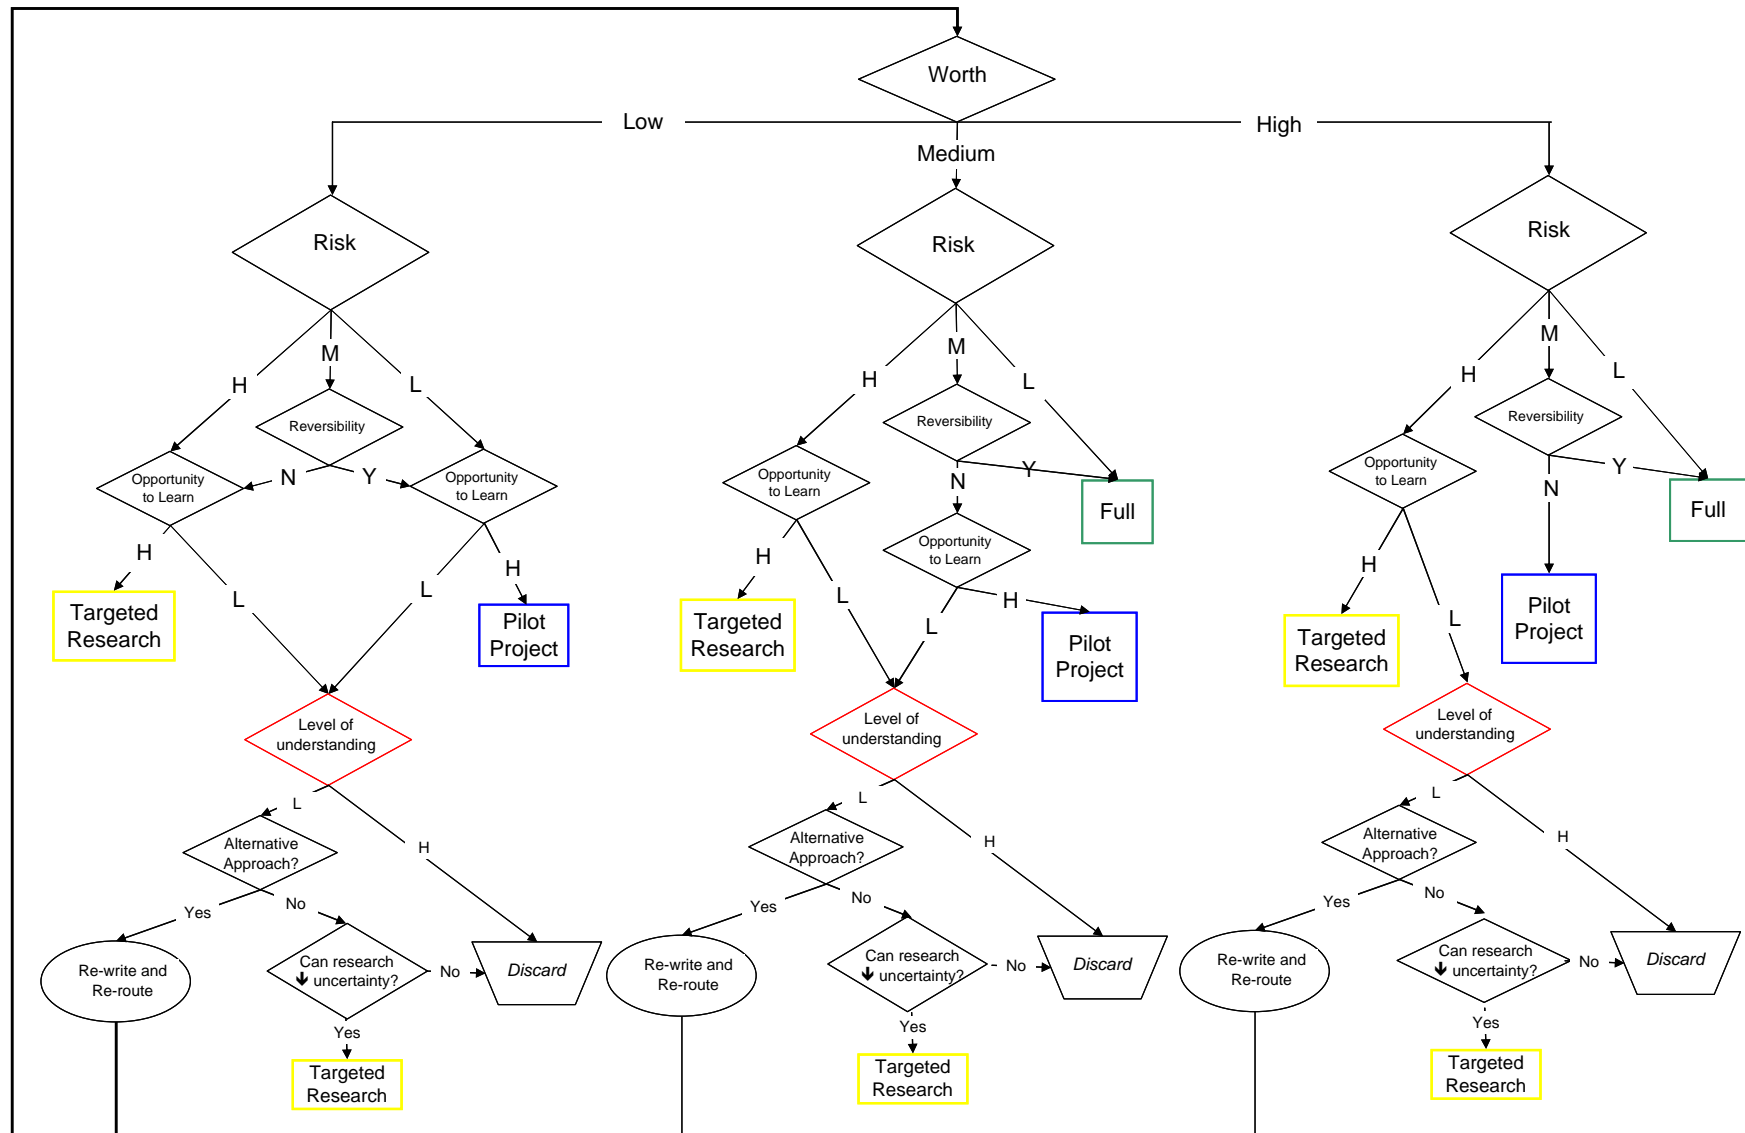 Worth
Low
High
Medium
Risk
Risk
Risk
M
H
L
M
H
L
M
H
L
Reversibility
Reversibility
Reversibility
Opportunity
to Learn
N
Y
Opportunity
to Learn
Opportunity
to Learn
N
Y
Full
Opportunity
to Learn
N
Y
Full
H
L
L
H
H
L
Opportunity
to Learn
L
H
H
L
Targeted
Research
Pilot
Project
Targeted
Research
Pilot
Project
Targeted
Research
Pilot
Project
Level of
understanding
Level of
understanding
Level of
understanding
L
H
L
H
L
H
Alternative
Approach?
Alternative
Approach?
Alternative
Approach?
Yes
No
Yes
No
Yes
No
Re-write and
Re-route
Can research
🡻 uncertainty?
No
Discard
Re-write and
Re-route
Can research
🡻 uncertainty?
No
Discard
Re-write and
Re-route
Can research
🡻 uncertainty?
No
Discard
Yes
Yes
Yes
Targeted
Research
Targeted
Research
Targeted
Research